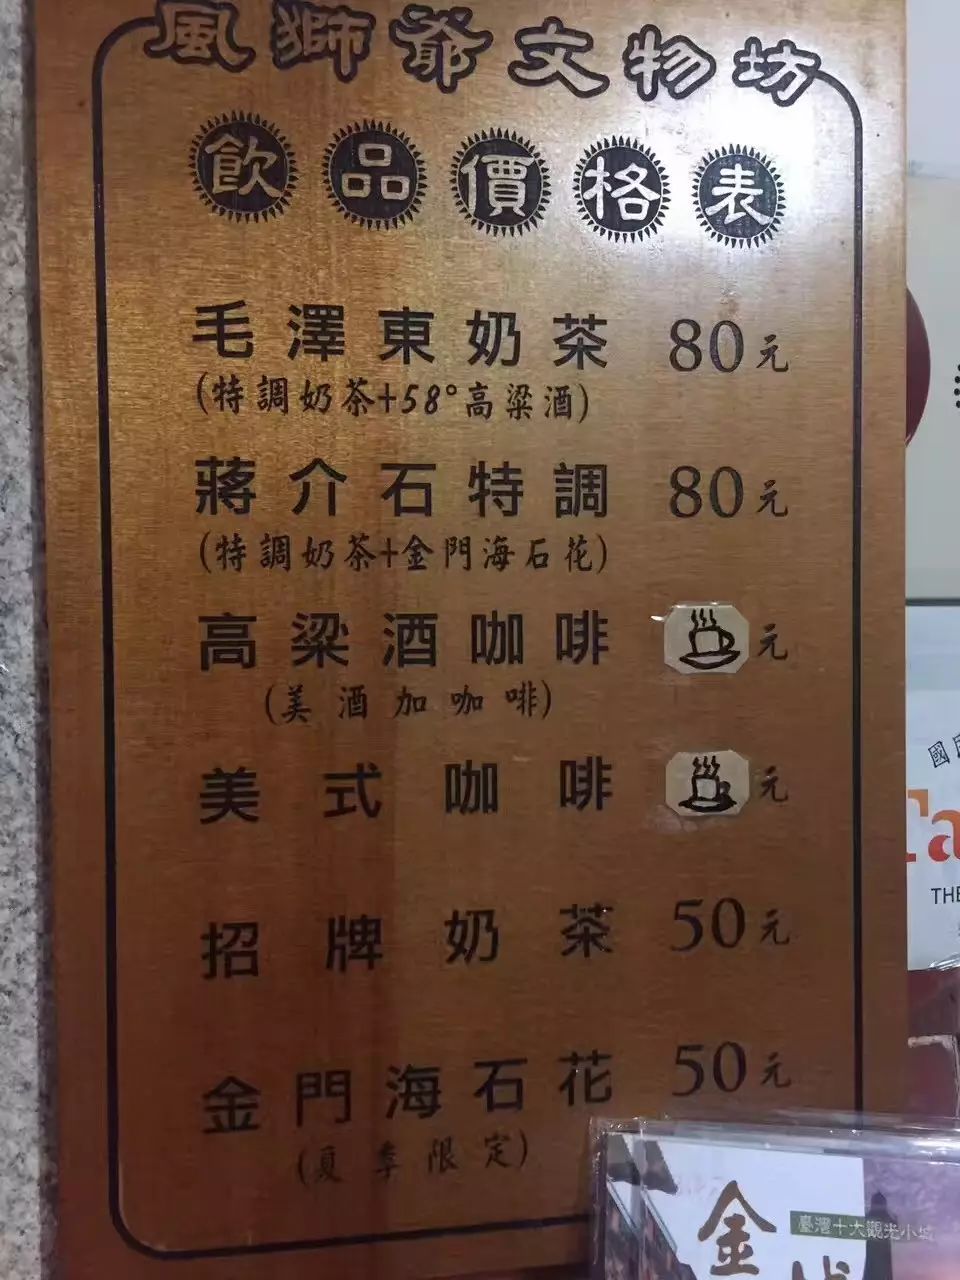 風獅爺文物坊
飲品價格表
毛澤東奶茶 80元
(特調奶茶+58°高粱酒)
蔣介石特調 80元
(特調奶茶+金門海石花)
高粱酒咖啡 元
(美酒加咖啡)
美式咖啡 元
招牌奶茶 50元
金門海石花 50元
(夏季限定)
國
Ta
THE
金
臺灣十大觀光小城